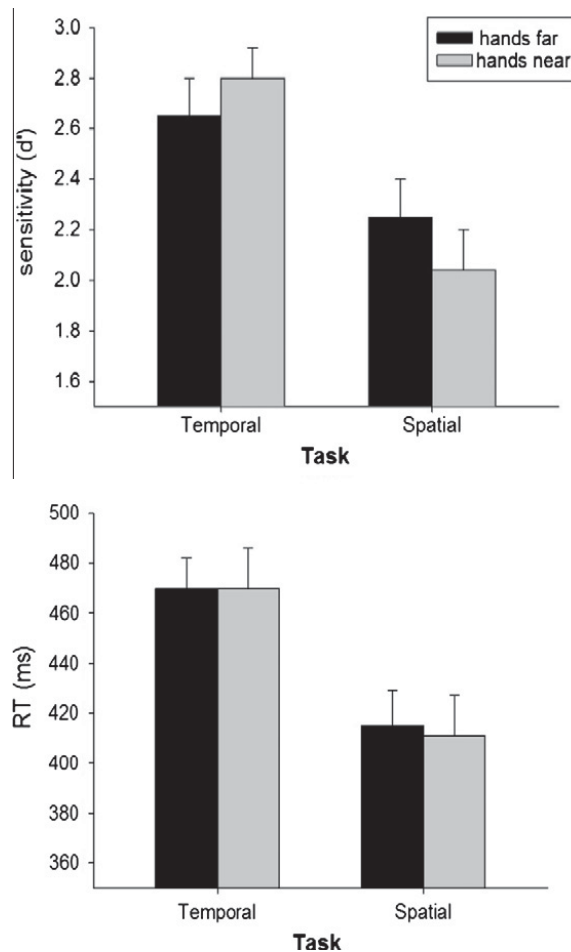 3.0
2.8
2.6
2.4
2.2
2.0
1.8
1.6
sensitivity (d')
hands far
hands near
Temporal Spatial
Task
500
480
460
440
420
400
380
360
RT (ms)
Temporal Spatial
Task